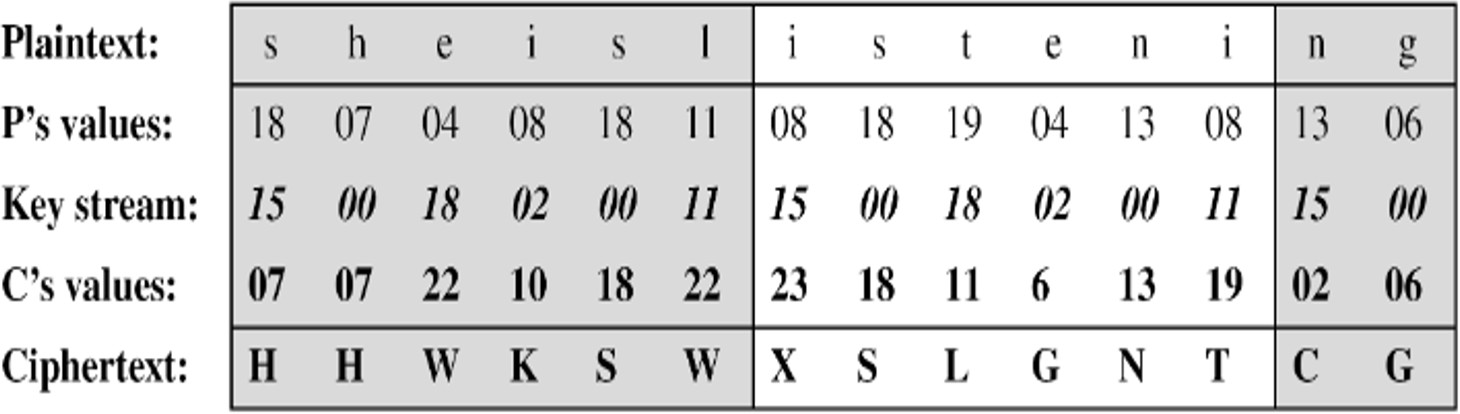 Plaintext: s h e i s l i s t e n i n g
P's values: 18 07 04 08 18 11 08 18 19 04 13 08 13 06
Key stream: 15 00 18 02 00 11 15 00 18 02 00 11 15 00
C's values: 07 07 22 10 18 22 23 18 11 6 13 19 02 06
Ciphertext: H H W K S W X S L G N T C G